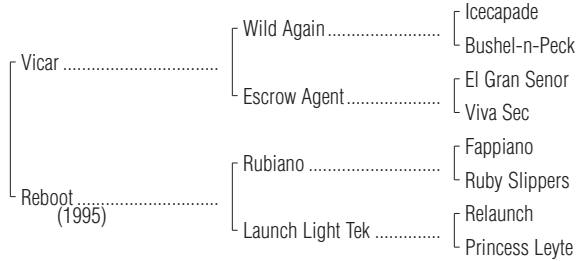 Icecapade
Wild Again
Bushel-n-Peck
Vicar
El Gran Senor
Escrow Agent
Viva Sec
Fappiano
Rubiano
Ruby Slippers
Reboot
(1995)
Relaunch
Launch Light Tek
Princess Leyte